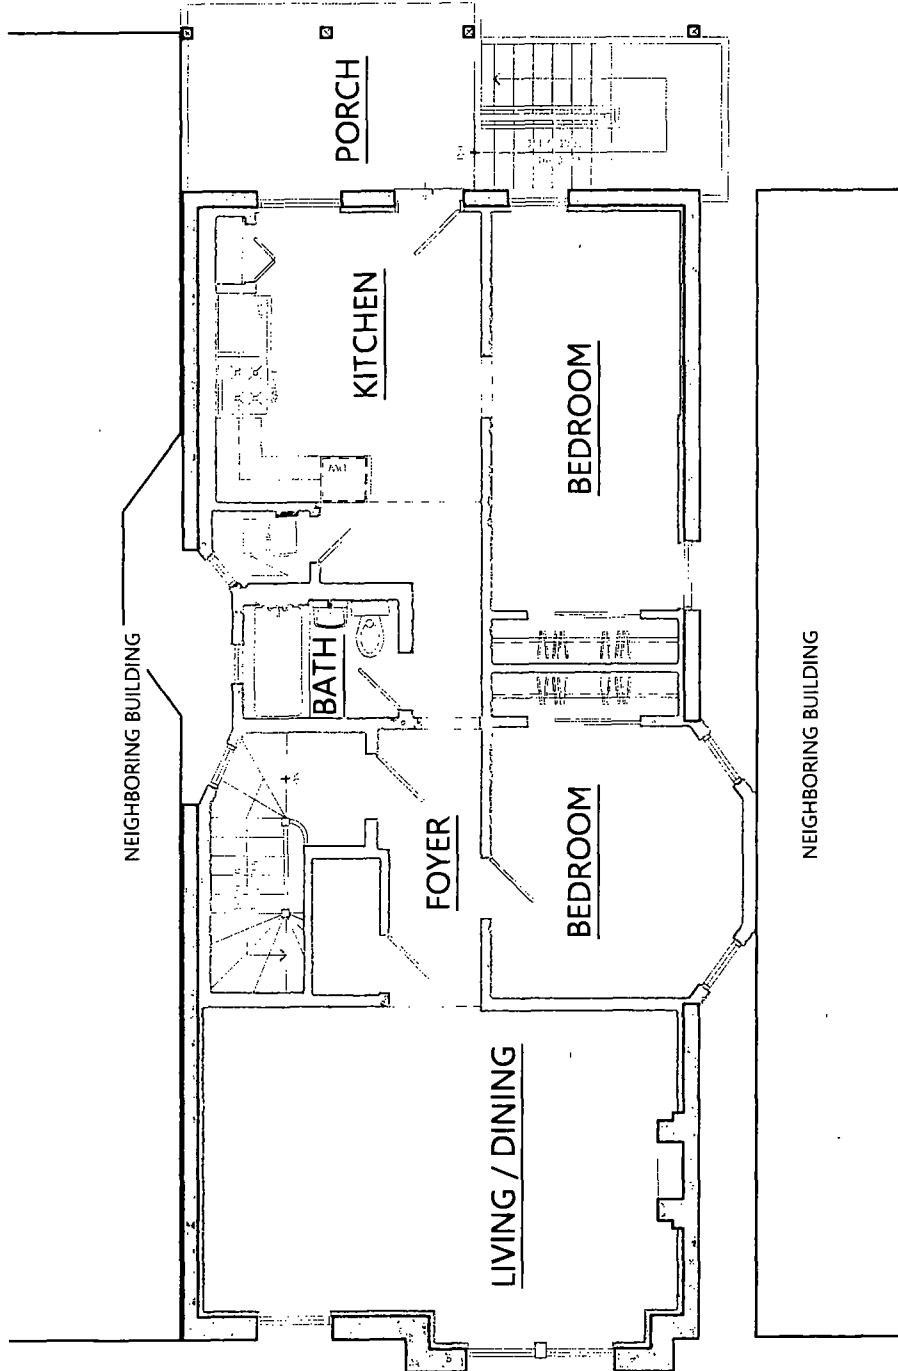 PORCH
KITCHEN
BEDROOM
NEIGHBORING BUILDING
BATH
FOYER
BEDROOM
NEIGHBORING BUILDING
LIVING / DINING